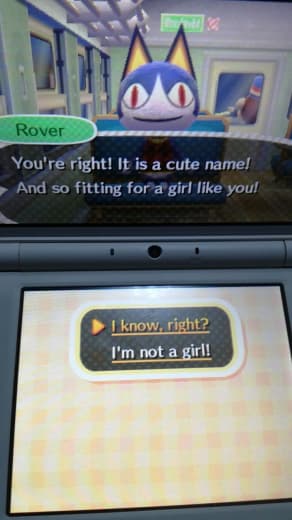 Rover
You're right! It is a cute name!
And so fitting for a girl like you!
I know, right?
I'm not a girl!